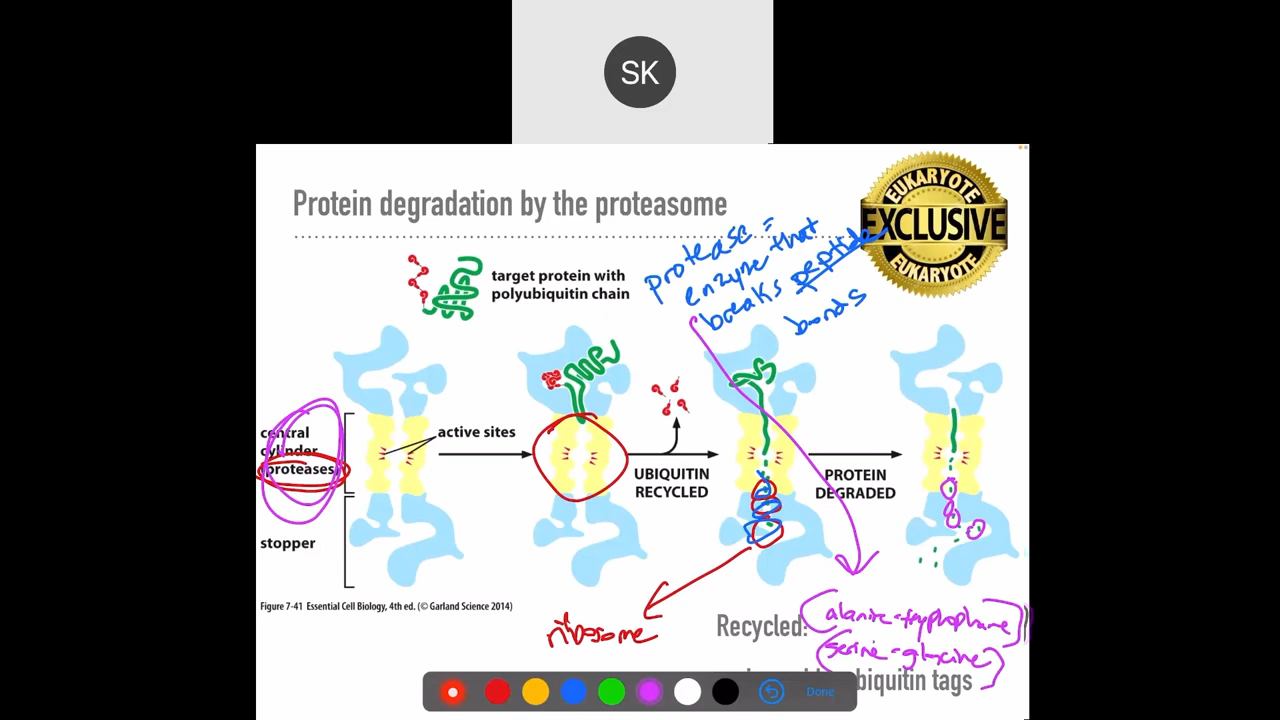 SK
Protein degradation by the proteasome
EUKARYOTE
EXCLUSIVE
EUKARYOTE
protease =
enzyme that
breaks peptide
bonds
target protein with
polyubiquitin chain
central
cylinder
(proteases)
active sites
UBIQUITIN
RECYCLED
PROTEIN
DEGRADED
stopper
Figure 7-41 Essential Cell Biology, 4th ed. (© Garland Science 2014)
ribosome
Recycled:
serine-glycine
biquitin tags
Done